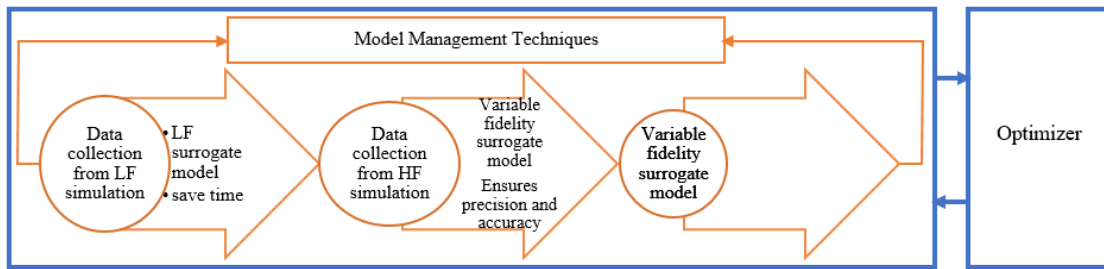 Model Management Techniques
Data
collection
from LF
simulation
• LF
surrogate
model
• save time
Data
collection
from HF
simulation
Variable
fidelity
surrogate
model
Ensures
precision and
accuracy
Variable
fidelity
surrogate
model
Optimizer